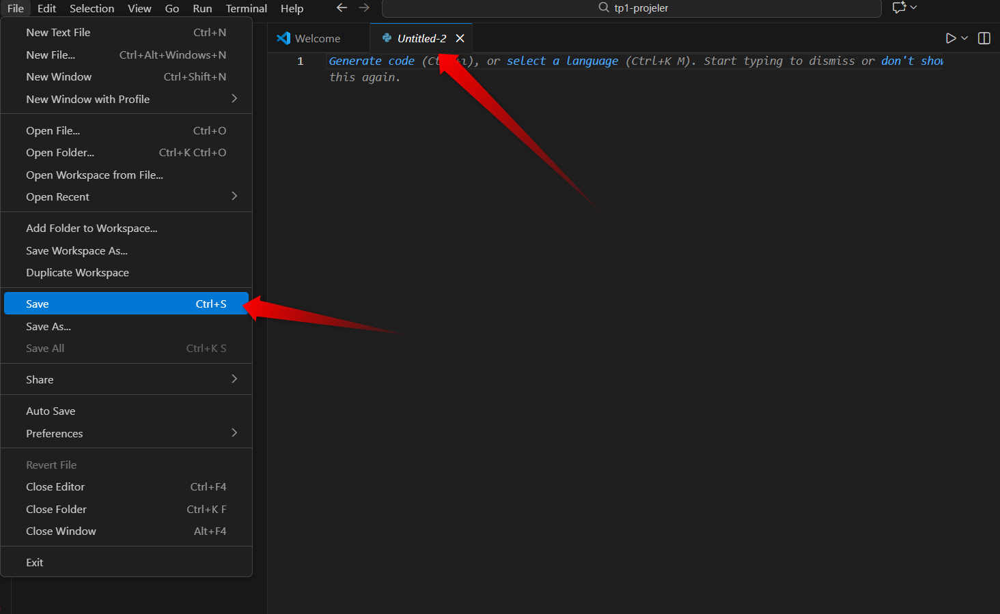 File Edit Selection View Go Run Terminal Help
tp1-projeler
New Text File Ctrl+N
New File... Ctrl+Alt+Windows+N
New Window Ctrl+Shift+N
New Window with Profile
Open File... Ctrl+O
Open Folder... Ctrl+K Ctrl+O
Open Workspace from File...
Open Recent
Add Folder to Workspace...
Save Workspace As...
Duplicate Workspace
Save Ctrl+S
Save As...
Save All Ctrl+K S
Share
Auto Save
Preferences
Revert File
Close Editor Ctrl+F4
Close Folder Ctrl+K F
Close Window Alt+F4
Exit
Welcome
Untitled-2
1 Generate code (Ctrl+i), or select a language (Ctrl+K M). Start typing to dismiss or don't show
this again.